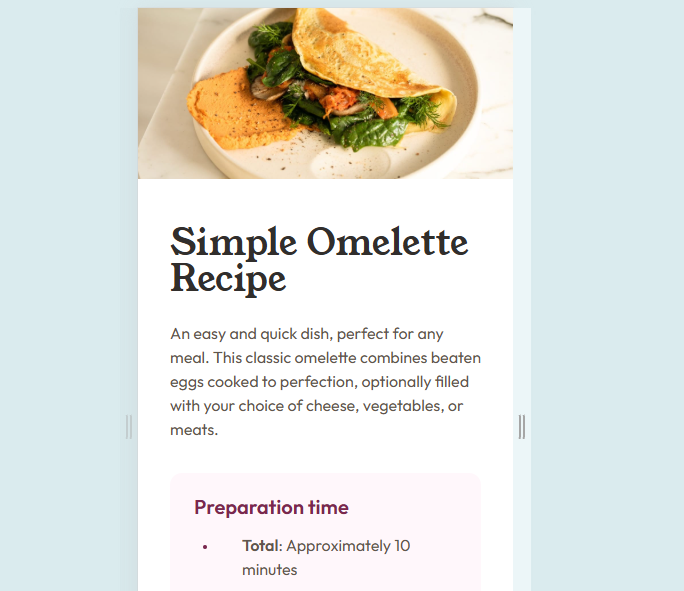 Simple Omelette
Recipe
An easy and quick dish, perfect for any
meal. This classic omelette combines beaten
eggs cooked to perfection, optionally filled
with your choice of cheese, vegetables, or
meats.
Preparation time
• Total: Approximately 10
minutes